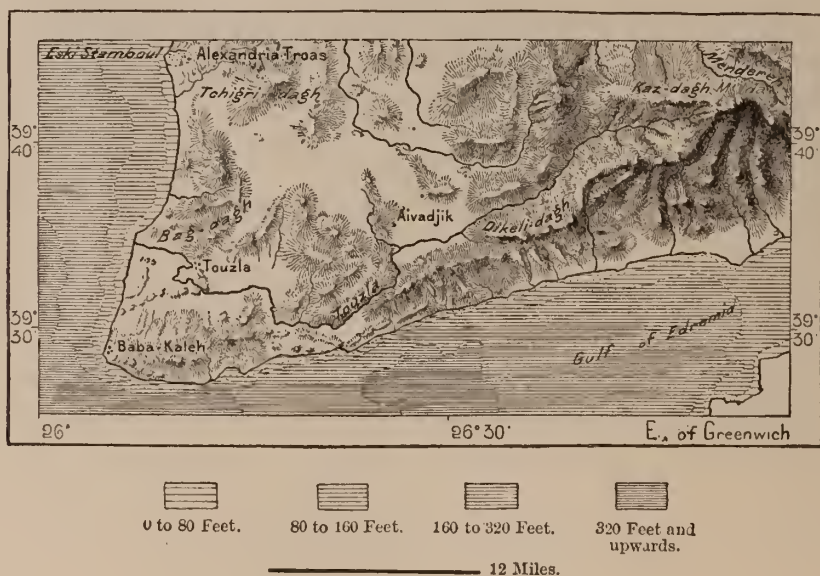 Eski-Stamboul
Alexandria Troas
Tchigri-dagh
Mendere
Kaz-dagh
39°
40'
39°
40'
Bag-dagh
Aivadjik
Dikeli-dagh
Touzla
Touzla
39°
30'
39°
30'
Baba-Kaleh
Gulf of Edremid
26°
26° 30'
E. of Greenwich
0 to 80 Feet.
80 to 160 Feet.
160 to 320 Feet.
320 Feet and
upwards.
12 Miles.